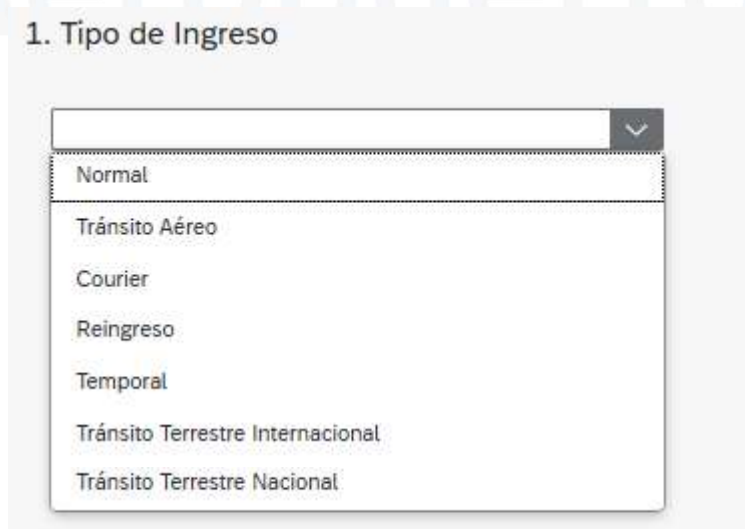 1. Tipo de Ingreso
Normal
Tránsito Aéreo
Courier
Reingreso
Temporal
Tránsito Terrestre Internacional
Tránsito Terrestre Nacional